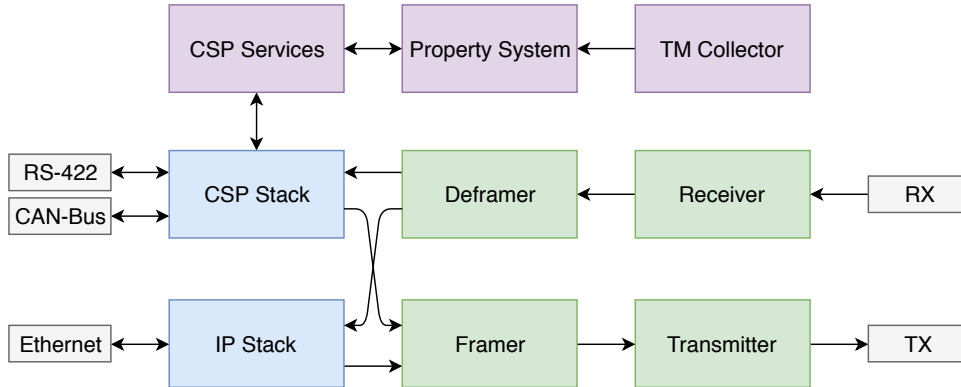 CSP Services
Property System
TM Collector
RS-422
CAN-Bus
CSP Stack
Deframer
Receiver
RX
Ethernet
IP Stack
Framer
Transmitter
TX